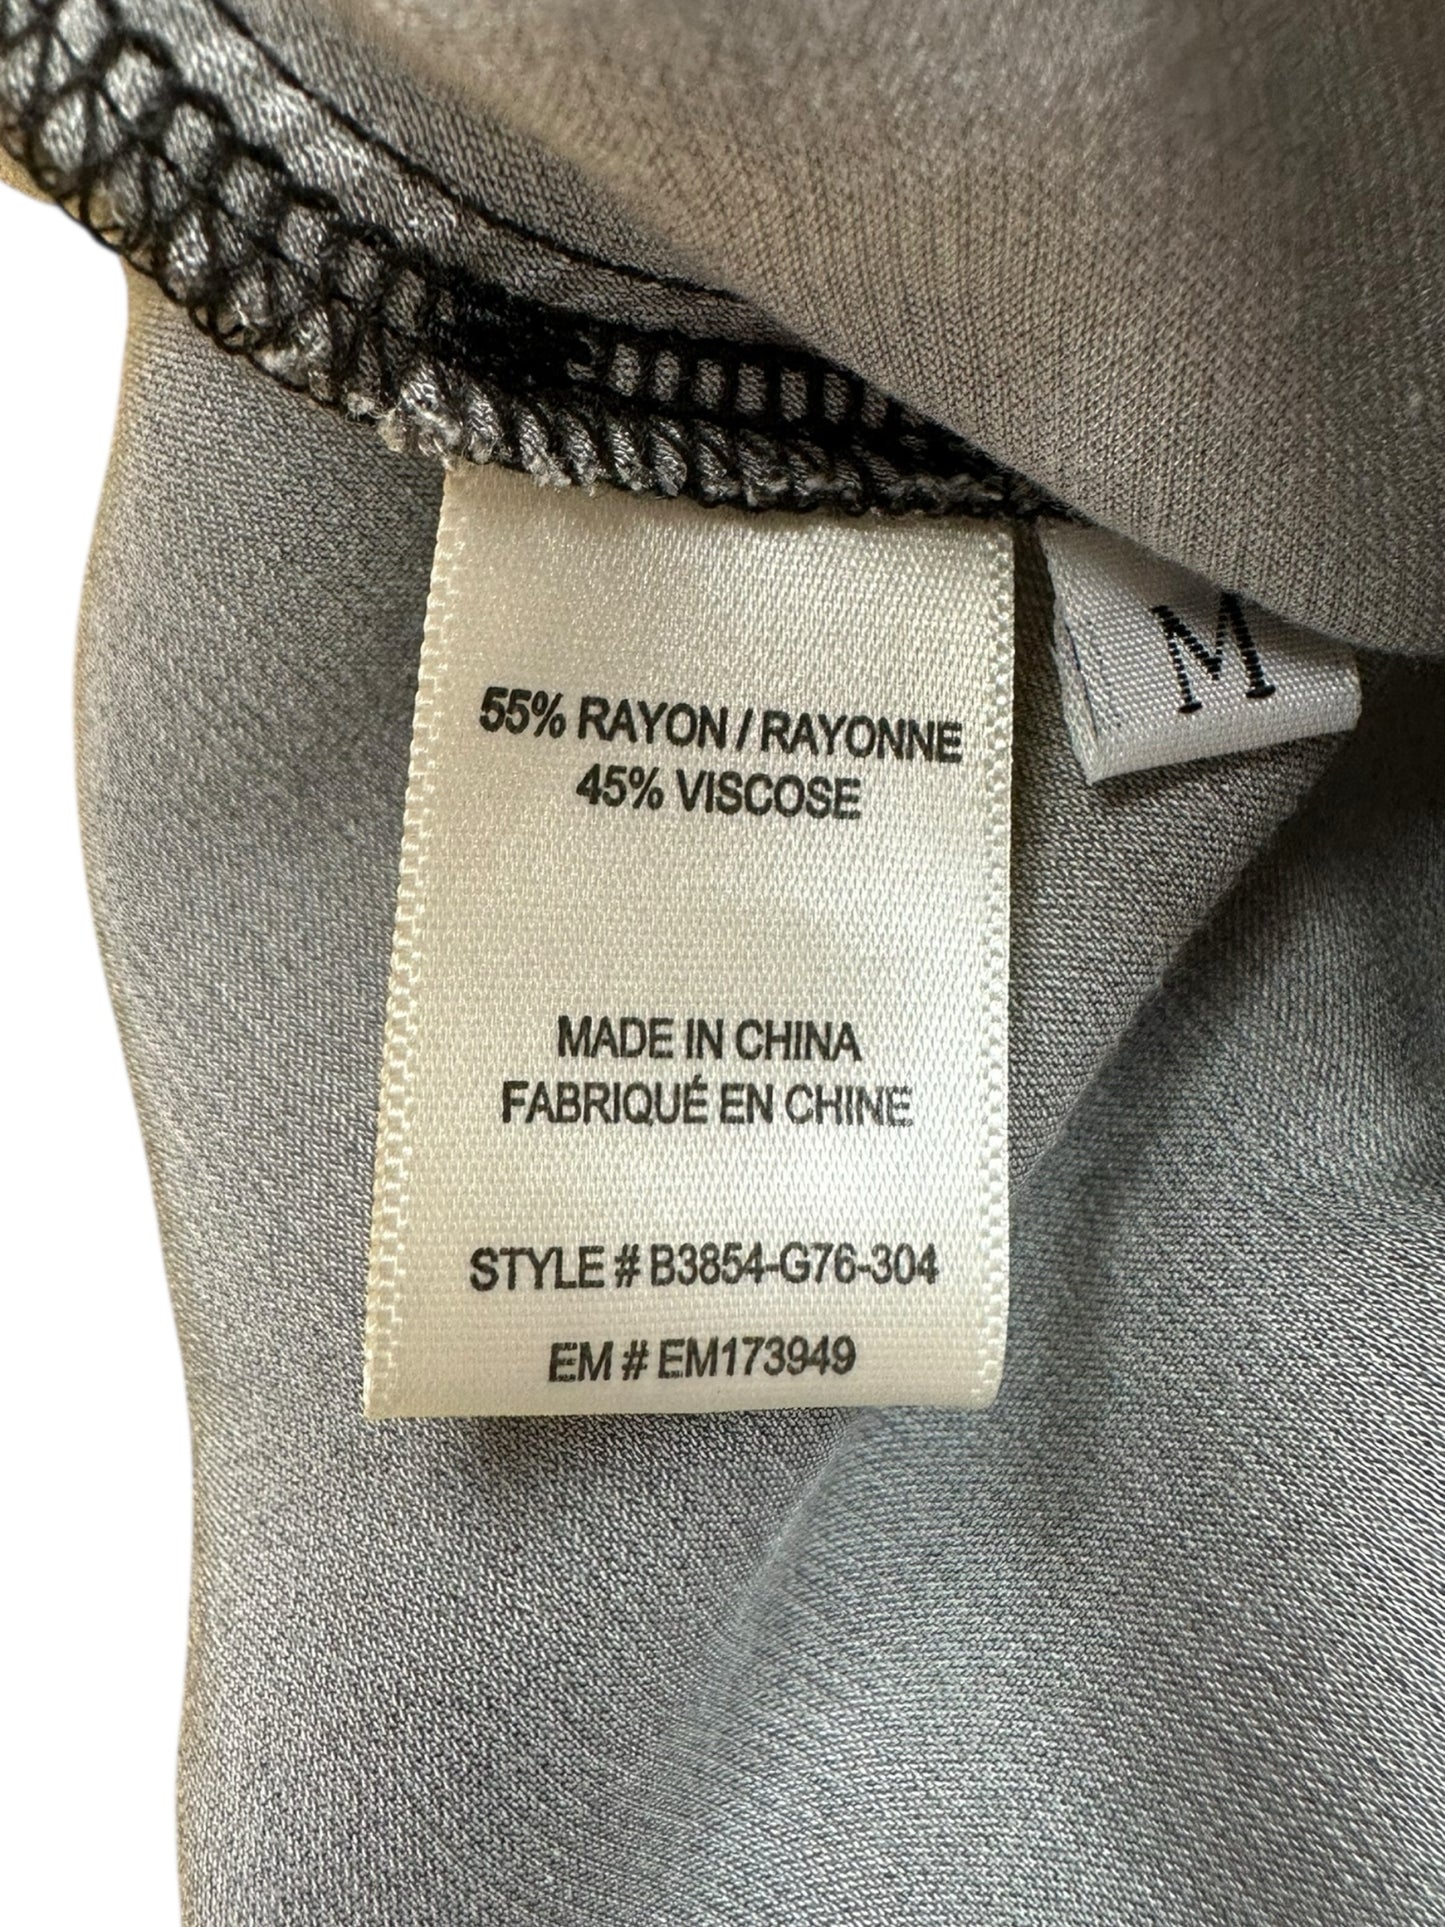 55% RAYON / RAYONNE
45% VISCOSE
M
MADE IN CHINA
FABRIQUÉ EN CHINE
STYLE # B3854-G76-304
EM # EM173949